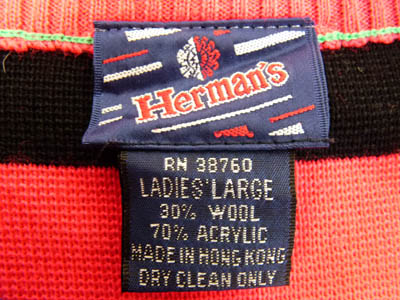 Herman's
RN 38760
LADIES' LARGE
30% WOOL
70% ACRYLIC
MADE IN HONG KONG
DRY CLEAN ONLY